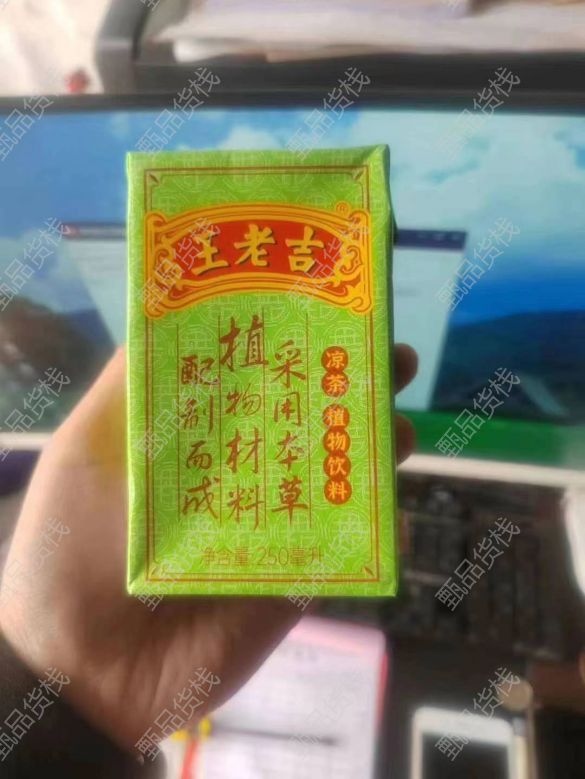 王老吉
®
凉茶 植物饮料
采用本草
植物材料
配制而成
净含量:250毫升
甄品货栈